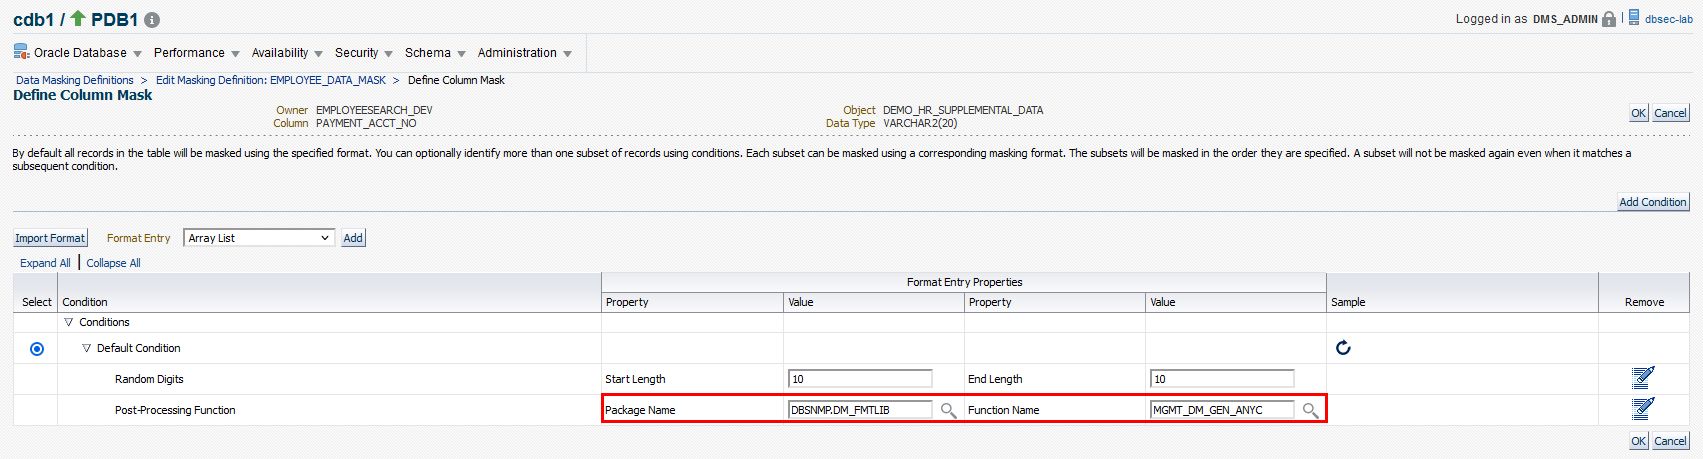 cdb1 / PDB1
Logged in as DMS_ADMIN | dbsec-lab
Oracle Database Performance Availability Security Schema Administration
Data Masking Definitions > Edit Masking Definition: EMPLOYEE_DATA_MASK > Define Column Mask
Define Column Mask
Owner EMPLOYEESEARCH_DEV Object DEMO_HR_SUPPLEMENTAL_DATA
Column PAYMENT_ACCT_NO Data Type VARCHAR2(20)
OK Cancel
By default all records in the table will be masked using the specified format. You can optionally identify more than one subset of records using conditions. Each subset can be masked using a corresponding masking format. The subsets will be masked in the order they are specified. A subset will not be masked again even when it matches a
subsequent condition.
Add Condition
Import Format Format Entry Array List Add
Expand All | Collapse All
Format Entry Properties
Select Condition Property Value Property Value Sample Remove
Conditions
Default Condition
Random Digits Start Length 10 End Length 10
Post-Processing Function Package Name DBSNMP.DM_FMTLIB Function Name MGMT_DM_GEN_ANYC
OK Cancel